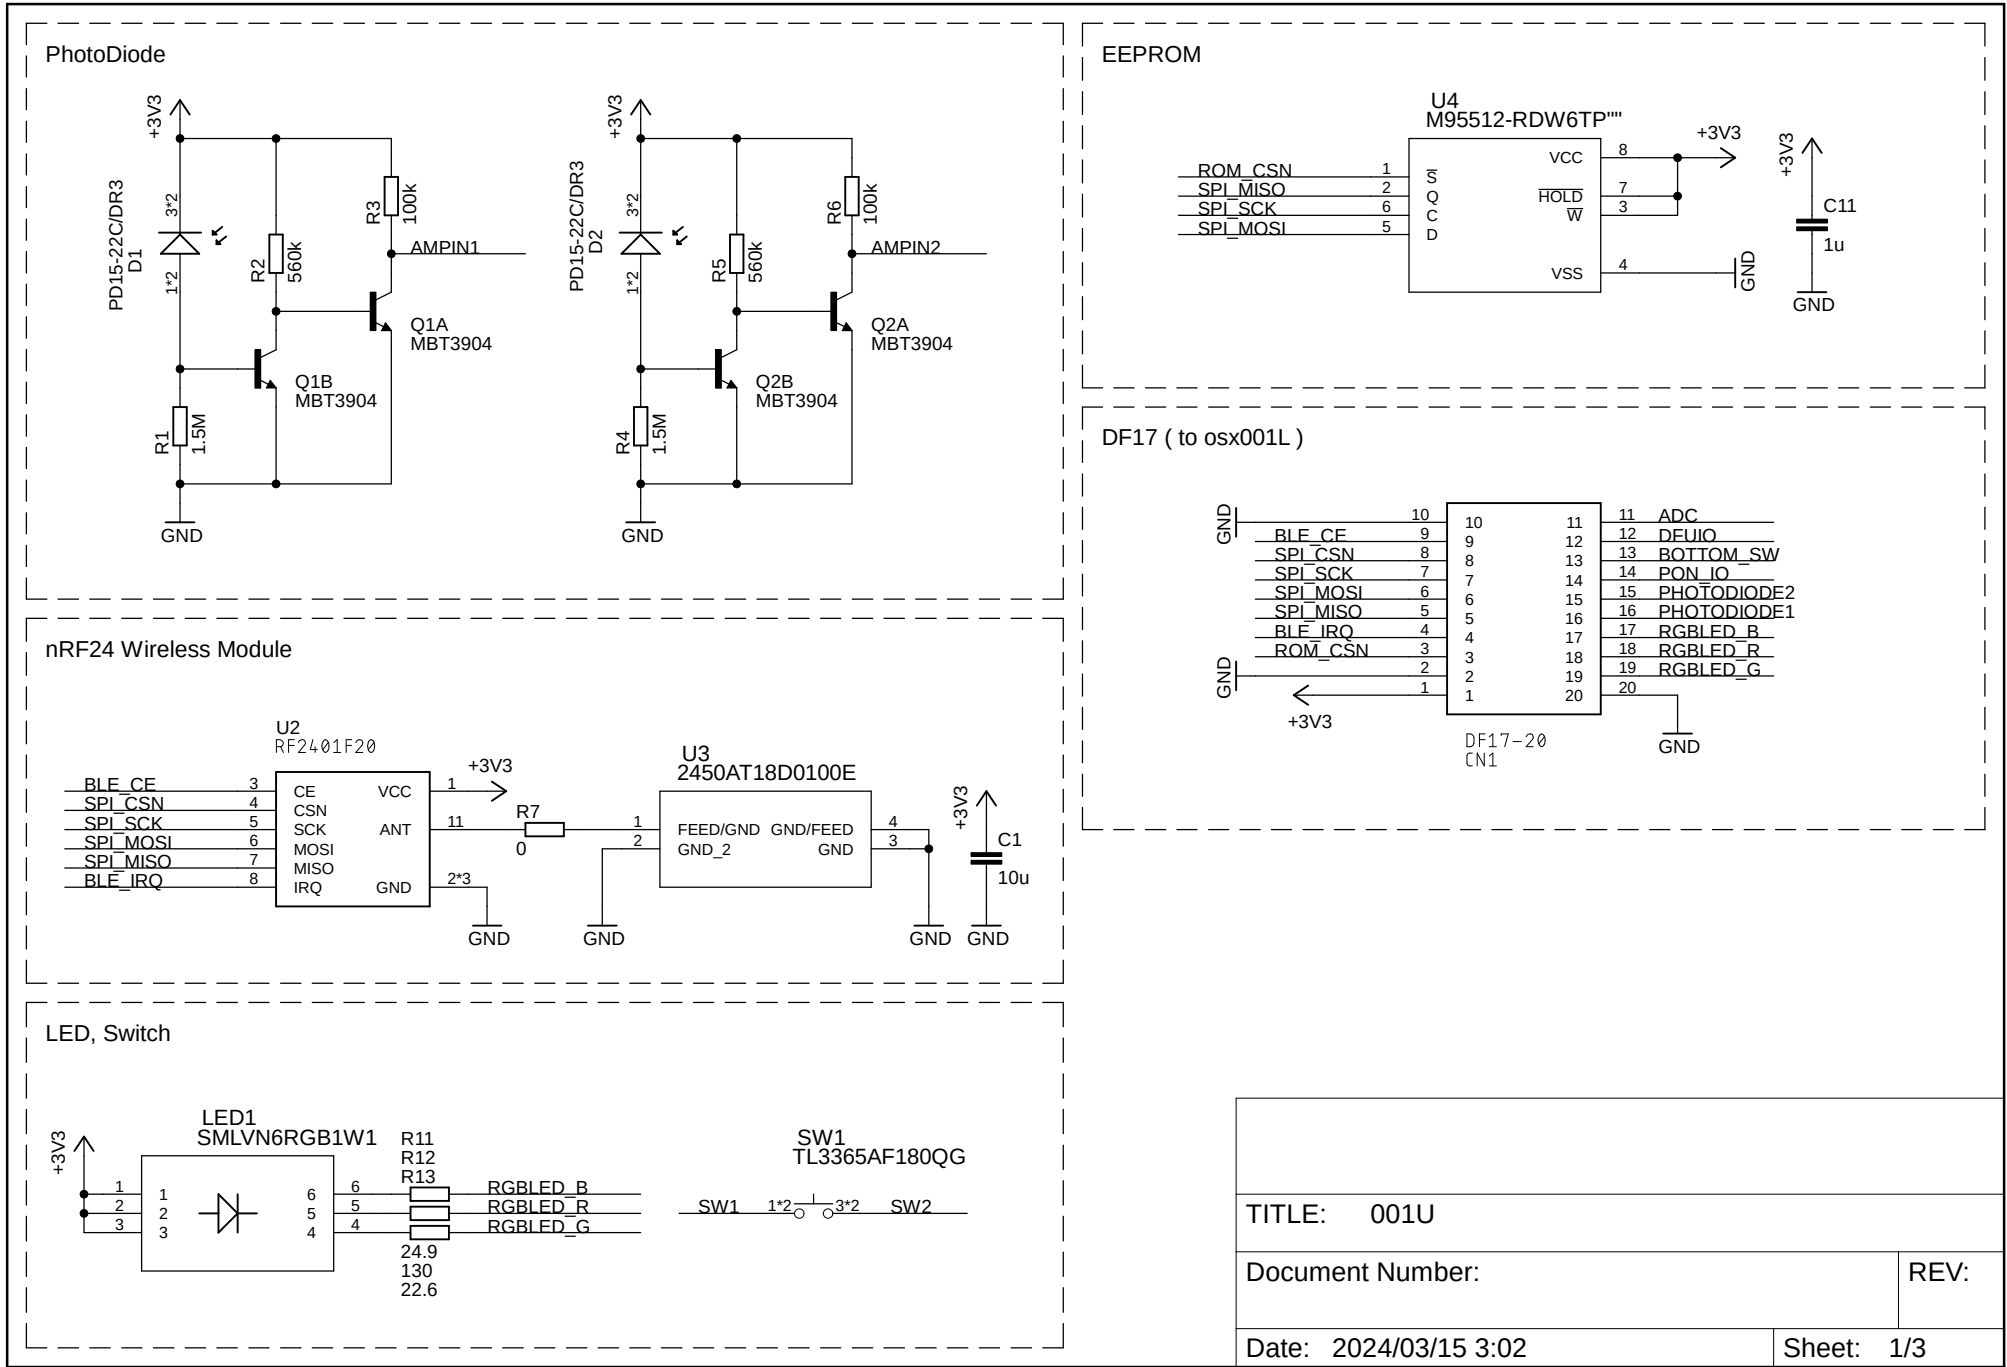 PhotoDiode
+3V3
PD15-22C/DR3
D1
3*2
1*2
R2
560k
R3
100k
AMPIN1
Q1A
MBT3904
Q1B
MBT3904
R1
1.5M
GND
+3V3
PD15-22C/DR3
D2
3*2
1*2
R5
560k
R6
100k
AMPIN2
Q2A
MBT3904
Q2B
MBT3904
R4
1.5M
GND
EEPROM
U4
M95512-RDW6TP""
ROM_CSN 1 S VCC 8 +3V3
SPI_MISO 2 Q HOLD 7
SPI_SCK 6 C W 3
SPI_MOSI 5 D
VSS 4 GND
+3V3
C11
1u
GND
DF17 ( to osx001L )
GND 10 10 11 11 ADC
BLE_CE 9 9 12 12 DFUIO
SPI_CSN 8 8 13 13 BOTTOM_SW
SPI_SCK 7 7 14 14 PON_IO
SPI_MOSI 6 6 15 15 PHOTODIODE2
SPI_MISO 5 5 16 16 PHOTODIODE1
BLE_IRQ 4 4 17 17 RGBLED_B
ROM_CSN 3 3 18 18 RGBLED_R
GND 2 2 19 19 RGBLED_G
+3V3 1 1 20 20
GND
DF17-20
CN1
nRF24 Wireless Module
U2
RF2401F20
BLE_CE 3 CE VCC 1 +3V3
SPI_CSN 4 CSN
SPI_SCK 5 SCK ANT 11
SPI_MOSI 6 MOSI
SPI_MISO 7 MISO
BLE_IRQ 8 IRQ GND 2*3
GND
R7
0
U3
2450AT18D0100E
1 FEED/GND GND/FEED 4
2 GND_2 GND 3
GND
GND
+3V3
C1
10u
GND
LED, Switch
+3V3
LED1
SMLVN6RGB1W1
R11
R12
R13
1 1 6 6 RGBLED_B
2 2 5 5 RGBLED_R
3 3 4 4 RGBLED_G
24.9
130
22.6
SW1
TL3365AF180QG
SW1 1*2 3*2 SW2
TITLE: 001U
Document Number:
REV:
Date: 2024/03/15 3:02
Sheet: 1/3